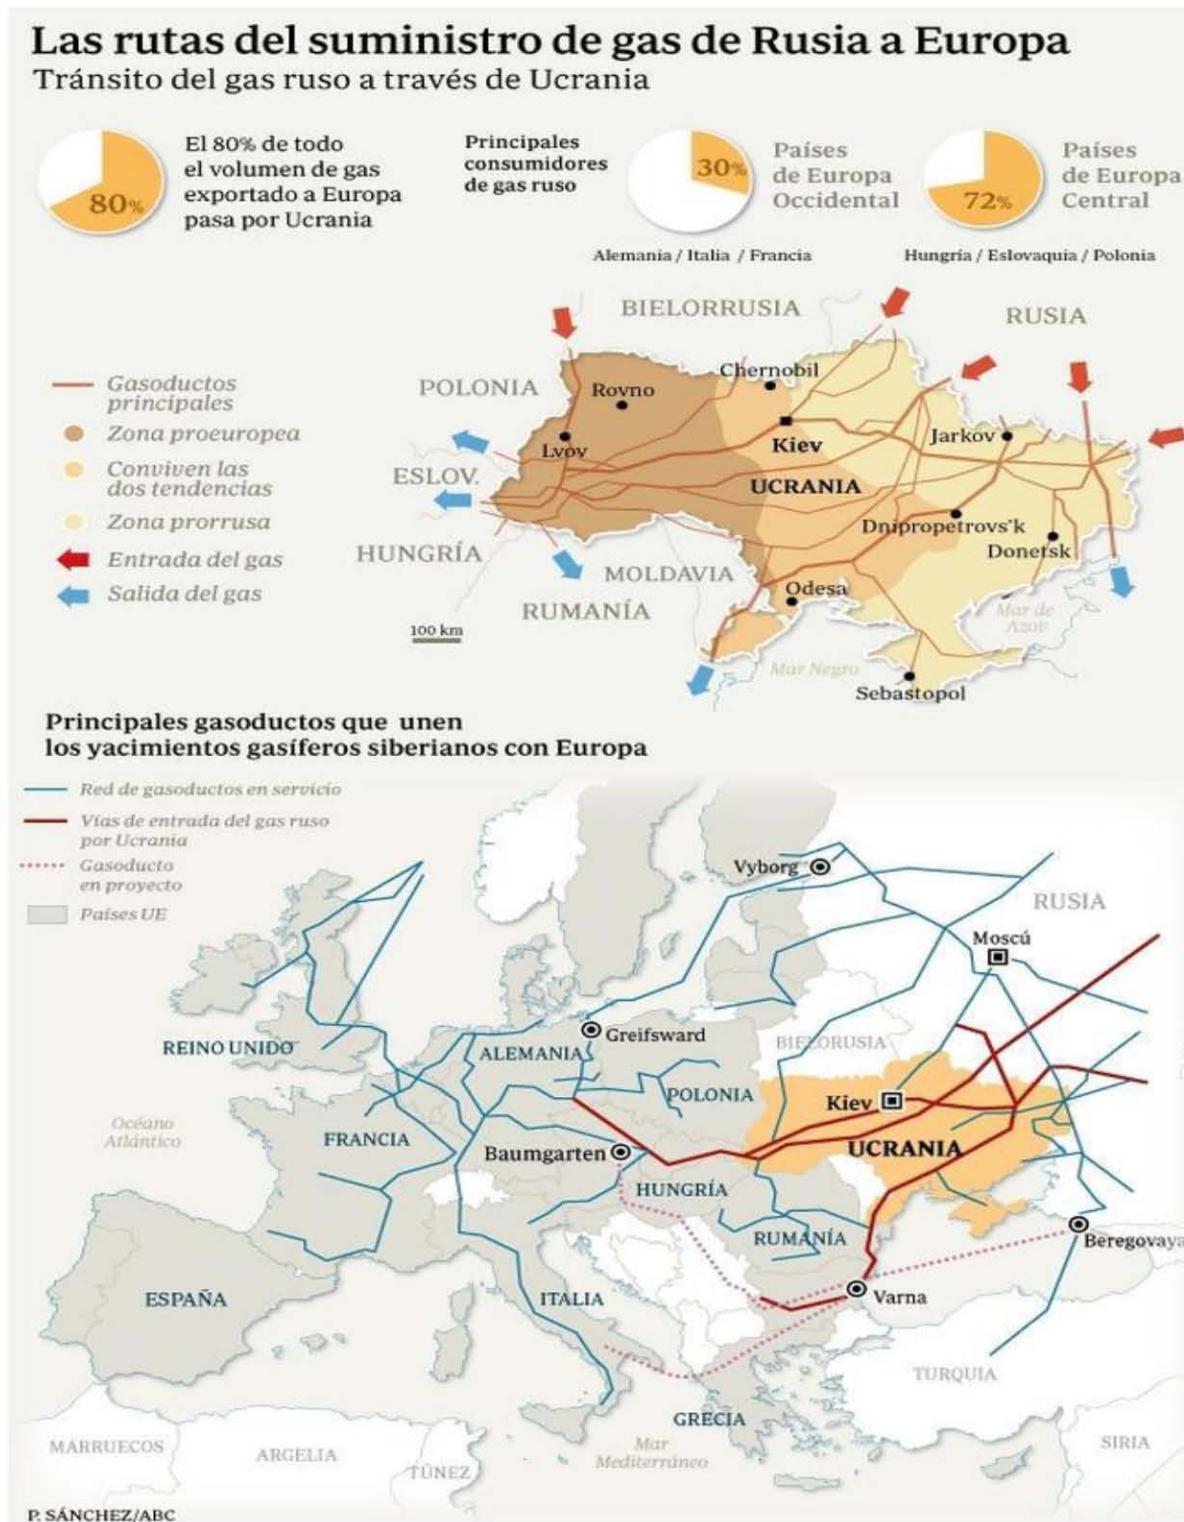 Las rutas del suministro de gas de Rusia a Europa
Tránsito del gas ruso a través de Ucrania
80%
El 80% de todo
el volumen de gas
exportado a Europa
pasa por Ucrania
Principales
consumidores
de gas ruso
30%
Países
de Europa
Occidental
Alemania / Italia / Francia
72%
Países
de Europa
Central
Hungría / Eslovaquia / Polonia
Gasoductos
principales
Zona proeuropea
Conviven las
dos tendencias
Zona prorrusa
Entrada del gas
Salida del gas
BIELORRUSIA
RUSIA
POLONIA
Chernobil
Rovno
Lvov
Kiev
Jarkov
ESLOV.
UCRANIA
Dnipropetrovs'k
Donetsk
HUNGRÍA
MOLDAVIA
Odesa
RUMANÍA
Mar de
Azov
100 km
Mar Negro
Sebastopol
Principales gasoductos que unen
los yacimientos gasíferos siberianos con Europa
Red de gasoductos en servicio
Vías de entrada del gas ruso
por Ucrania
Gasoducto
en proyecto
Países UE
Vyborg
RUSIA
Moscú
Greifsward
REINO UNIDO
ALEMANIA
BIELORUSIA
POLONIA
Kiev
Océano
Atlántico
FRANCIA
UCRANIA
Baumgarten
HUNGRÍA
RUMANÍA
Beregovaya
ESPAÑA
ITALIA
Varna
TURQUIA
GRECIA
MARRUECOS
ARGELIA
TÚNEZ
Mar
Mediterráneo
SIRIA
P. SÁNCHEZ/ABC